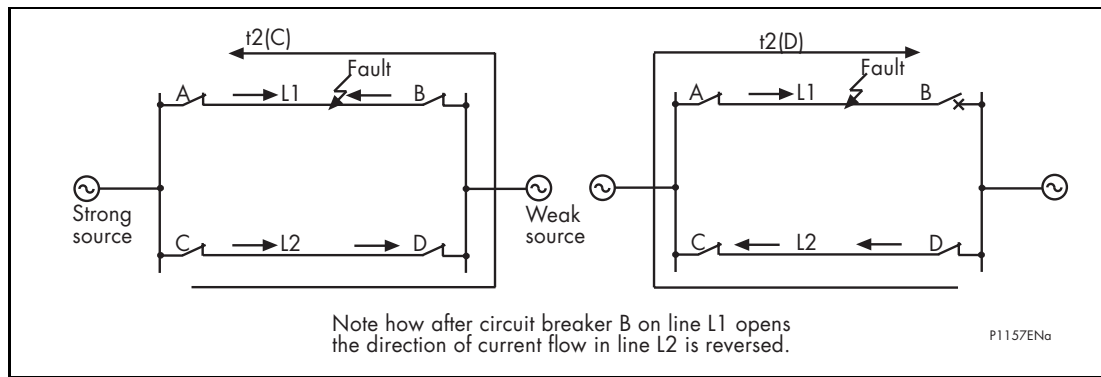 t2(C)
t2(D)
Fault
Fault
A
L1
B
A
L1
B
Strong
source
Weak
source
C
L2
D
C
L2
D
Note how after circuit breaker B on line L1 opens
the direction of current flow in line L2 is reversed.
P1157ENa